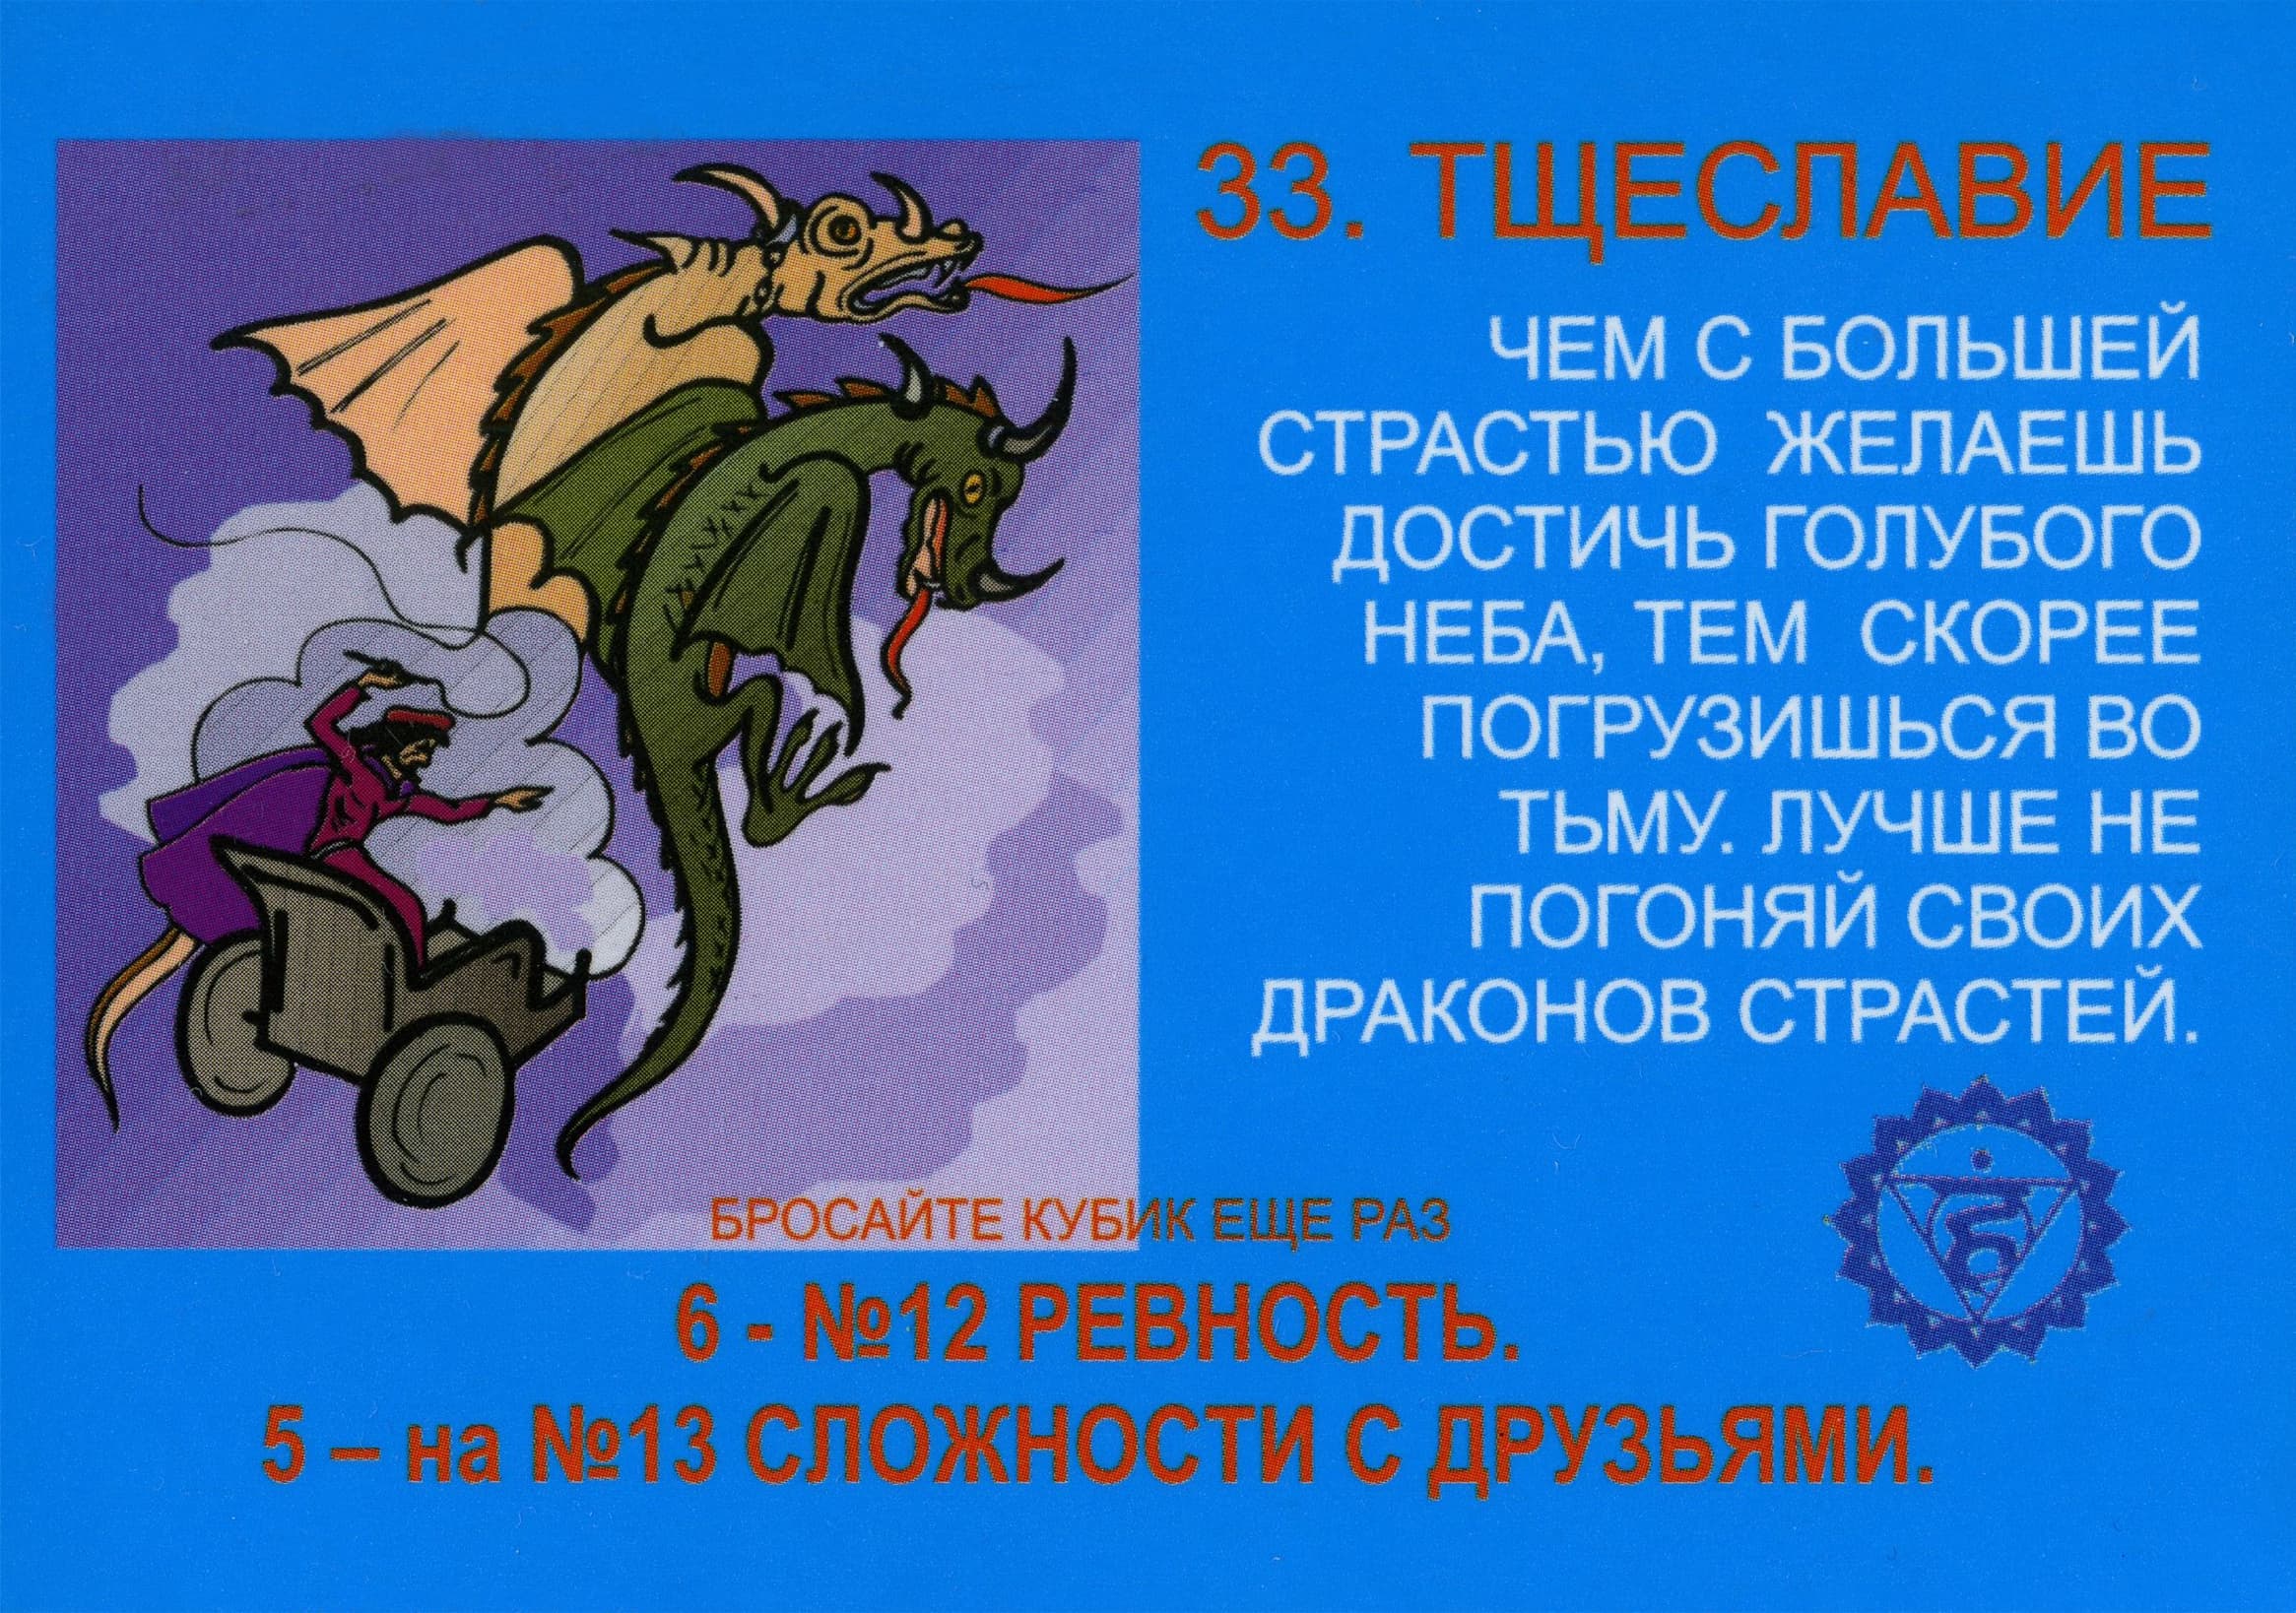 33. ТЩЕСЛАВИЕ
ЧЕМ С БОЛЬШЕЙ
СТРАСТЬЮ ЖЕЛАЕШЬ
ДОСТИЧЬ ГОЛУБОГО
НЕБА, ТЕМ СКОРЕЕ
ПОГРУЗИШЬСЯ ВО
ТЬМУ. ЛУЧШЕ НЕ
ПОГОНЯЙ СВОИХ
ДРАКОНОВ СТРАСТЕЙ.
БРОСАЙТЕ КУБИК ЕЩЕ РАЗ
6 - №12 РЕВНОСТЬ.
5 – на №13 СЛОЖНОСТИ С ДРУЗЬЯМИ.